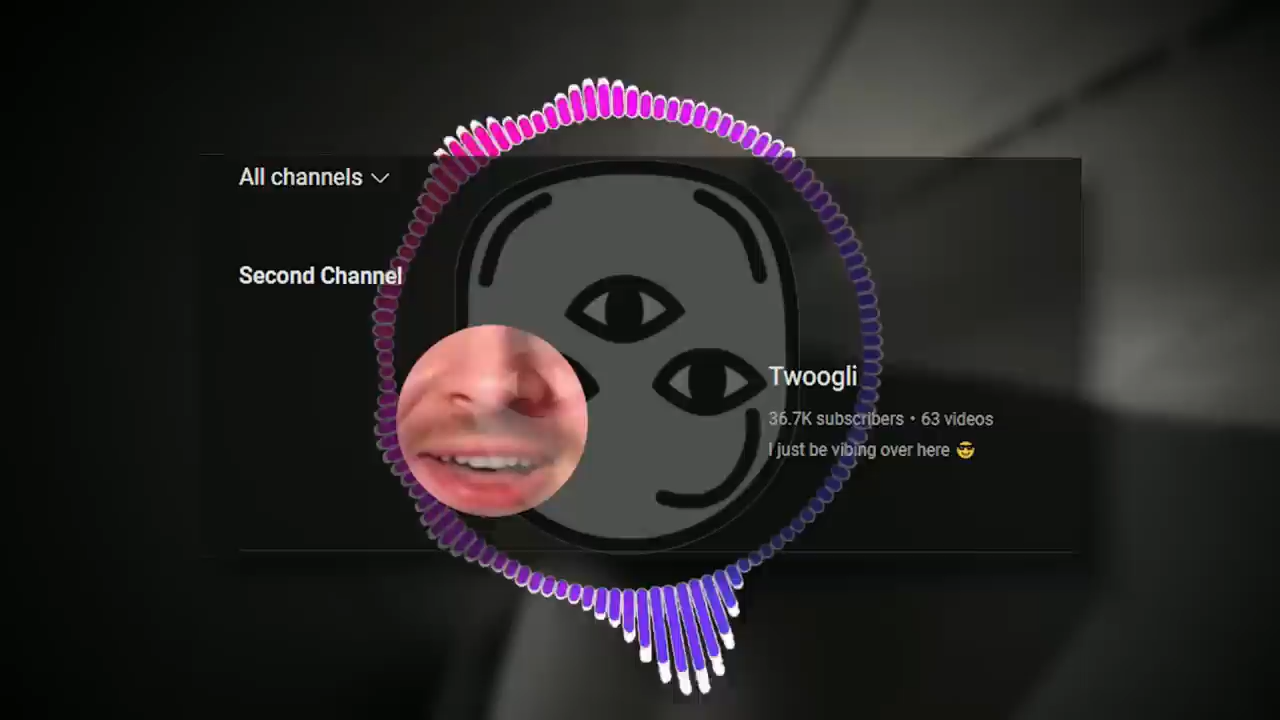 All channels
Second Channel
Twoogli
36.7K subscribers • 63 videos
I just be vibing over here 😎